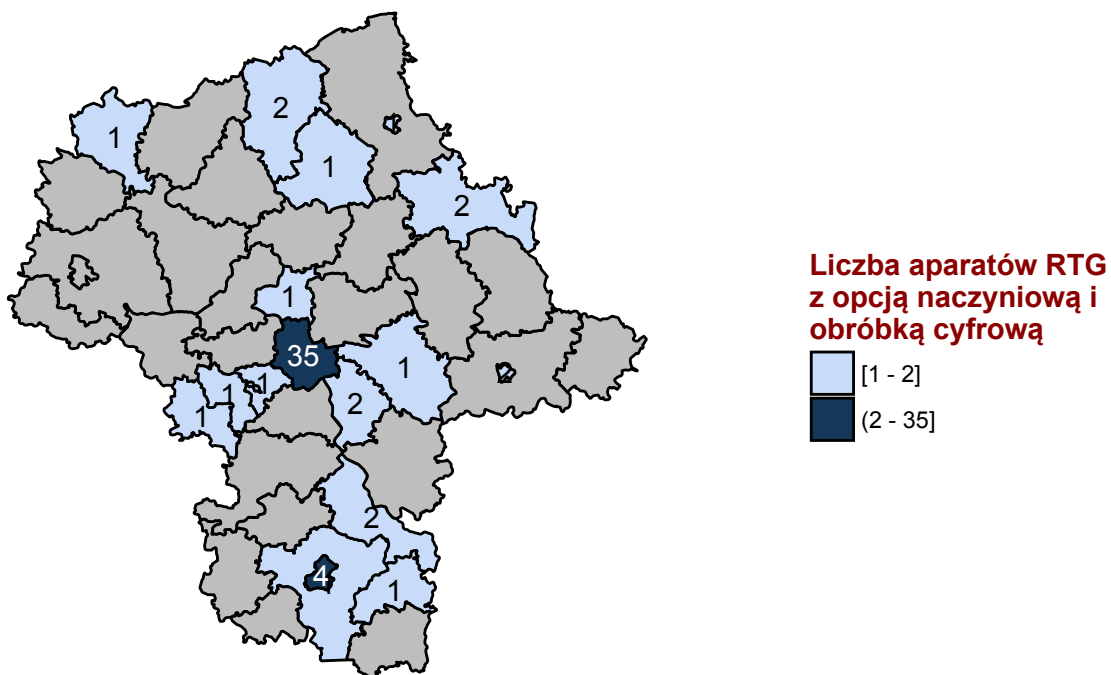 2
1
1
2
1
35
1
1
1
2
1
2
4
1
Liczba aparatów RTG
z opcją naczyniową i
obróbką cyfrową
[1 - 2]
(2 - 35]